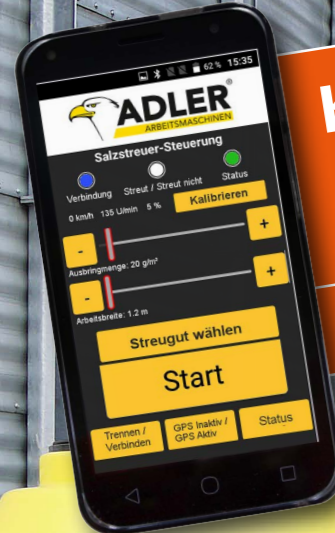 62 % 15:35
ADLER®
ARBEITSMASCHINEN
Salzstreuer-Steuerung
Verbindung Streut / Streut nicht Status
0 km/h 135 U/min 5 % Kalibrieren
- +
Ausbringmenge: 20 g/m²
- +
Arbeitsbreite: 1.2 m
Streugut wählen
Start
Trennen / Verbinden
GPS Inaktiv / GPS Aktiv
Status